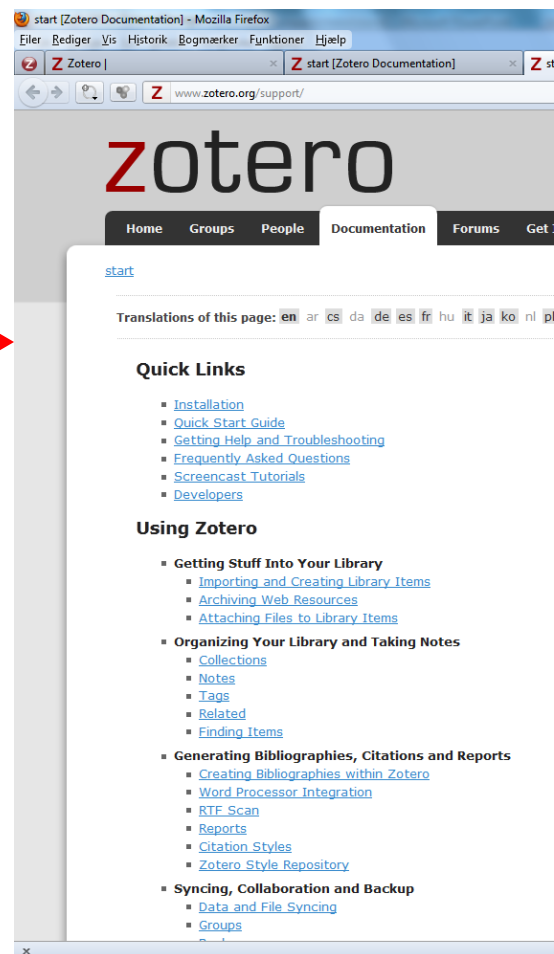 start [Zotero Documentation] - Mozilla Firefox
Filer Rediger Vis Historik Bogmærker Funktioner Hjælp
Z Zotero | × Z start [Zotero Documentation] × Z st
Z www.zotero.org/support/
zotero
Home Groups People Documentation Forums Get
start
Translations of this page: en ar cs da de es fr hu it ja ko nl pl
Quick Links
Installation
Quick Start Guide
Getting Help and Troubleshooting
Frequently Asked Questions
Screencast Tutorials
Developers
Using Zotero
Getting Stuff Into Your Library
Importing and Creating Library Items
Archiving Web Resources
Attaching Files to Library Items
Organizing Your Library and Taking Notes
Collections
Notes
Tags
Related
Finding Items
Generating Bibliographies, Citations and Reports
Creating Bibliographies within Zotero
Word Processor Integration
RTF Scan
Reports
Citation Styles
Zotero Style Repository
Syncing, Collaboration and Backup
Data and File Syncing
Groups
×